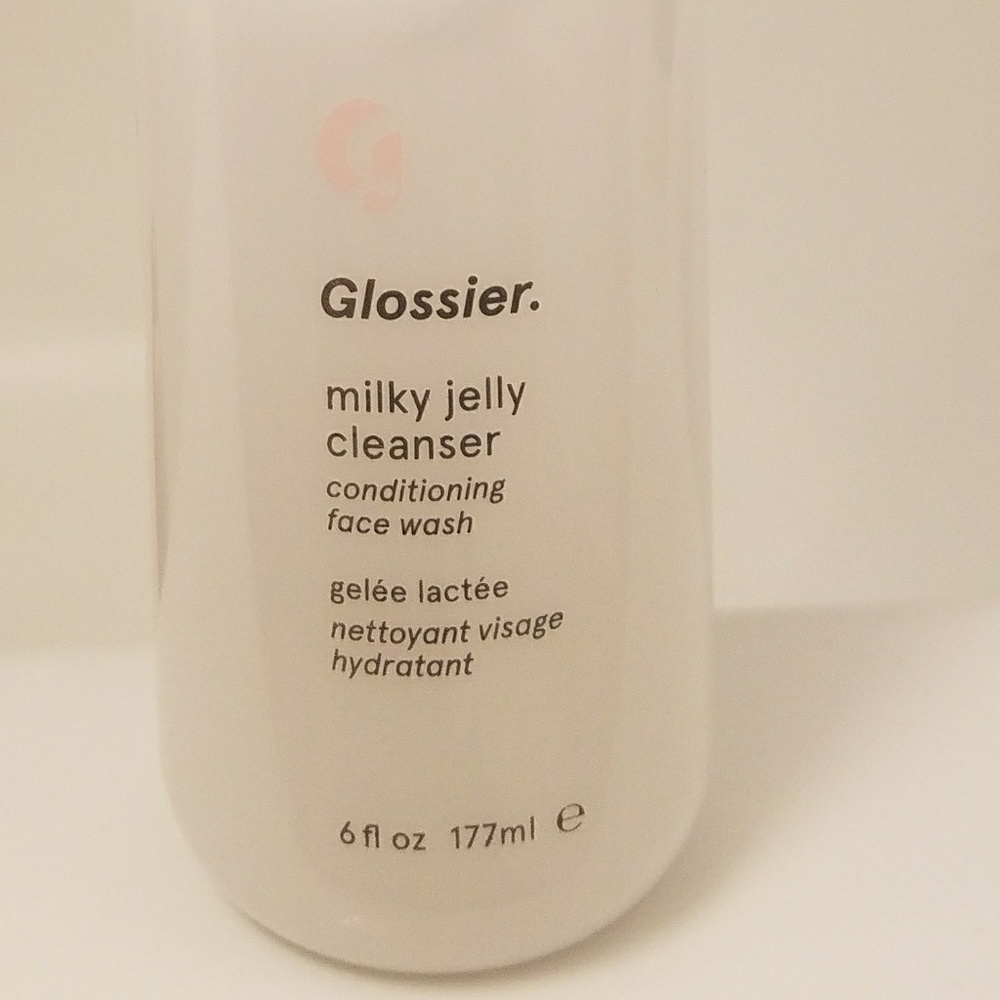 G
Glossier.
milky jelly
cleanser
conditioning
face wash
gelée lactée
nettoyant visage
hydratant
6 fl oz 177ml ℮